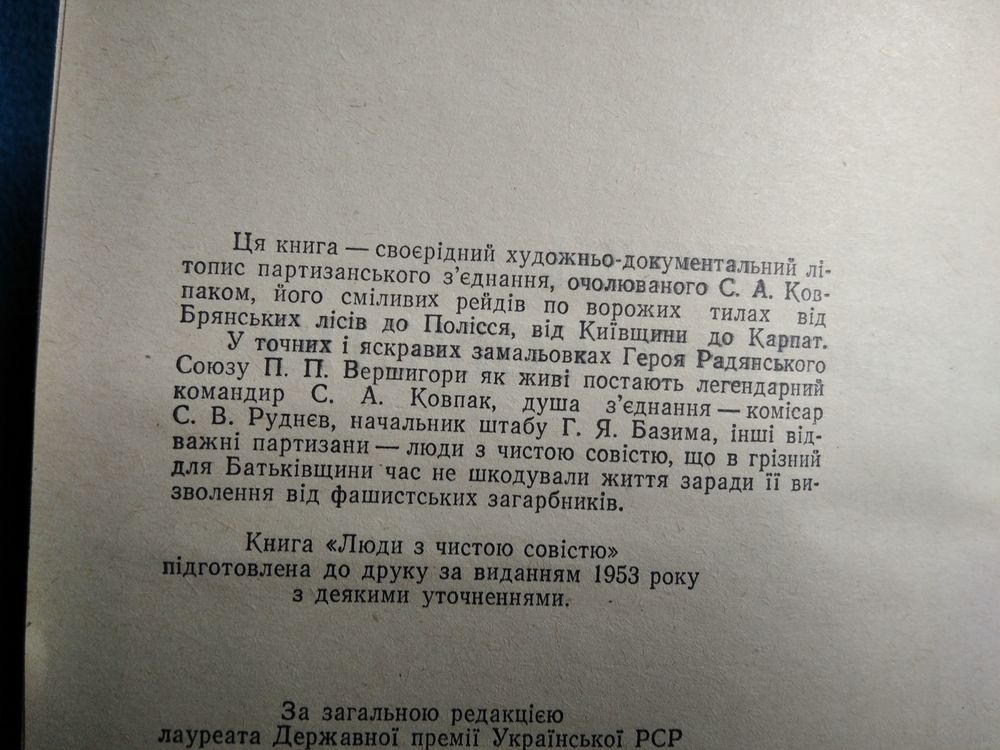 Ця книга — своєрідний художньо-документальний лі-
топис партизанського з’єднання, очолюваного С. А. Ков-
паком, його сміливих рейдів по ворожих тилах від
Брянських лісів до Полісся, від Київщини до Карпат.
У точних і яскравих замальовках Героя Радянського
Союзу П. П. Вершигори як живі постають легендарний
командир С. А. Ковпак, душа з’єднання — комісар
С. В. Руднєв, начальник штабу Г. Я. Базима, інші від-
важні партизани — люди з чистою совістю, що в грізний
для Батьківщини час не шкодували життя заради її ви-
зволення від фашистських загарбників.
Книга «Люди з чистою совістю»
підготовлена до друку за виданням 1953 року
з деякими уточненнями.
За загальною редакцією
лауреата Державної премії Української РСР